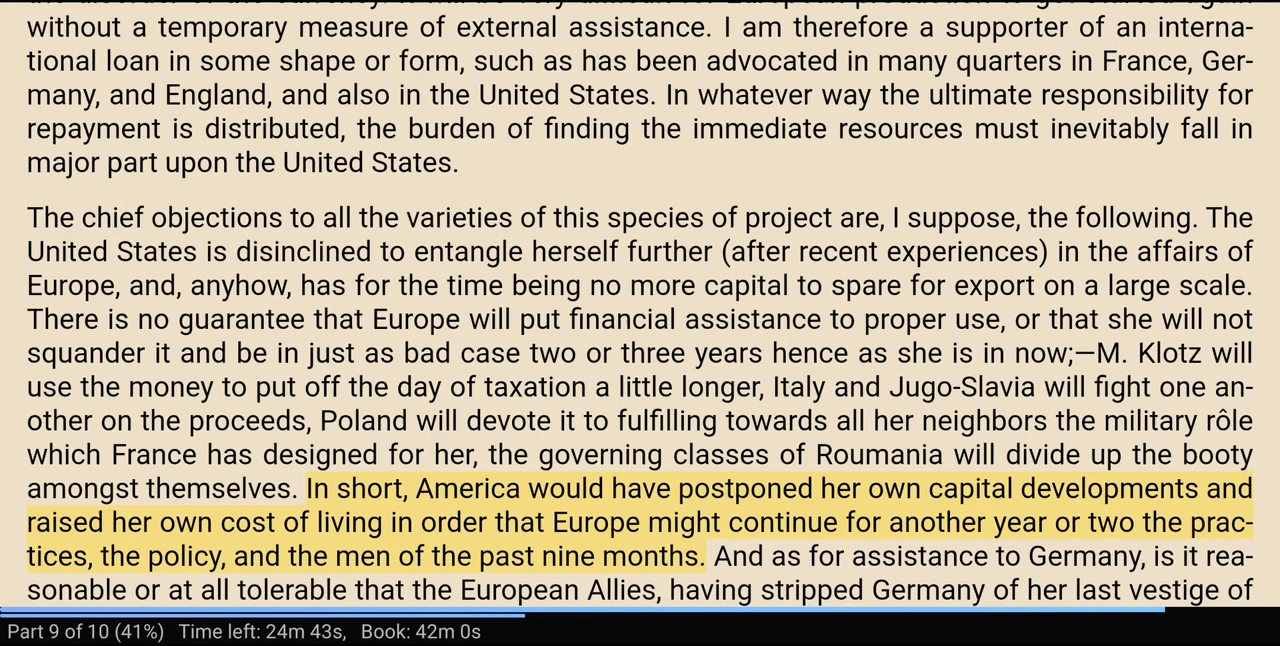 without a temporary measure of external assistance. I am therefore a supporter of an interna-
tional loan in some shape or form, such as has been advocated in many quarters in France, Ger-
many, and England, and also in the United States. In whatever way the ultimate responsibility for
repayment is distributed, the burden of finding the immediate resources must inevitably fall in
major part upon the United States.
The chief objections to all the varieties of this species of project are, I suppose, the following. The
United States is disinclined to entangle herself further (after recent experiences) in the affairs of
Europe, and, anyhow, has for the time being no more capital to spare for export on a large scale.
There is no guarantee that Europe will put financial assistance to proper use, or that she will not
squander it and be in just as bad case two or three years hence as she is in now;—M. Klotz will
use the money to put off the day of taxation a little longer, Italy and Jugo-Slavia will fight one an-
other on the proceeds, Poland will devote it to fulfilling towards all her neighbors the military rôle
which France has designed for her, the governing classes of Roumania will divide up the booty
amongst themselves. In short, America would have postponed her own capital developments and
raised her own cost of living in order that Europe might continue for another year or two the prac-
tices, the policy, and the men of the past nine months. And as for assistance to Germany, is it rea-
sonable or at all tolerable that the European Allies, having stripped Germany of her last vestige of
Part 9 of 10 (41%) Time left: 24m 43s, Book: 42m 0s